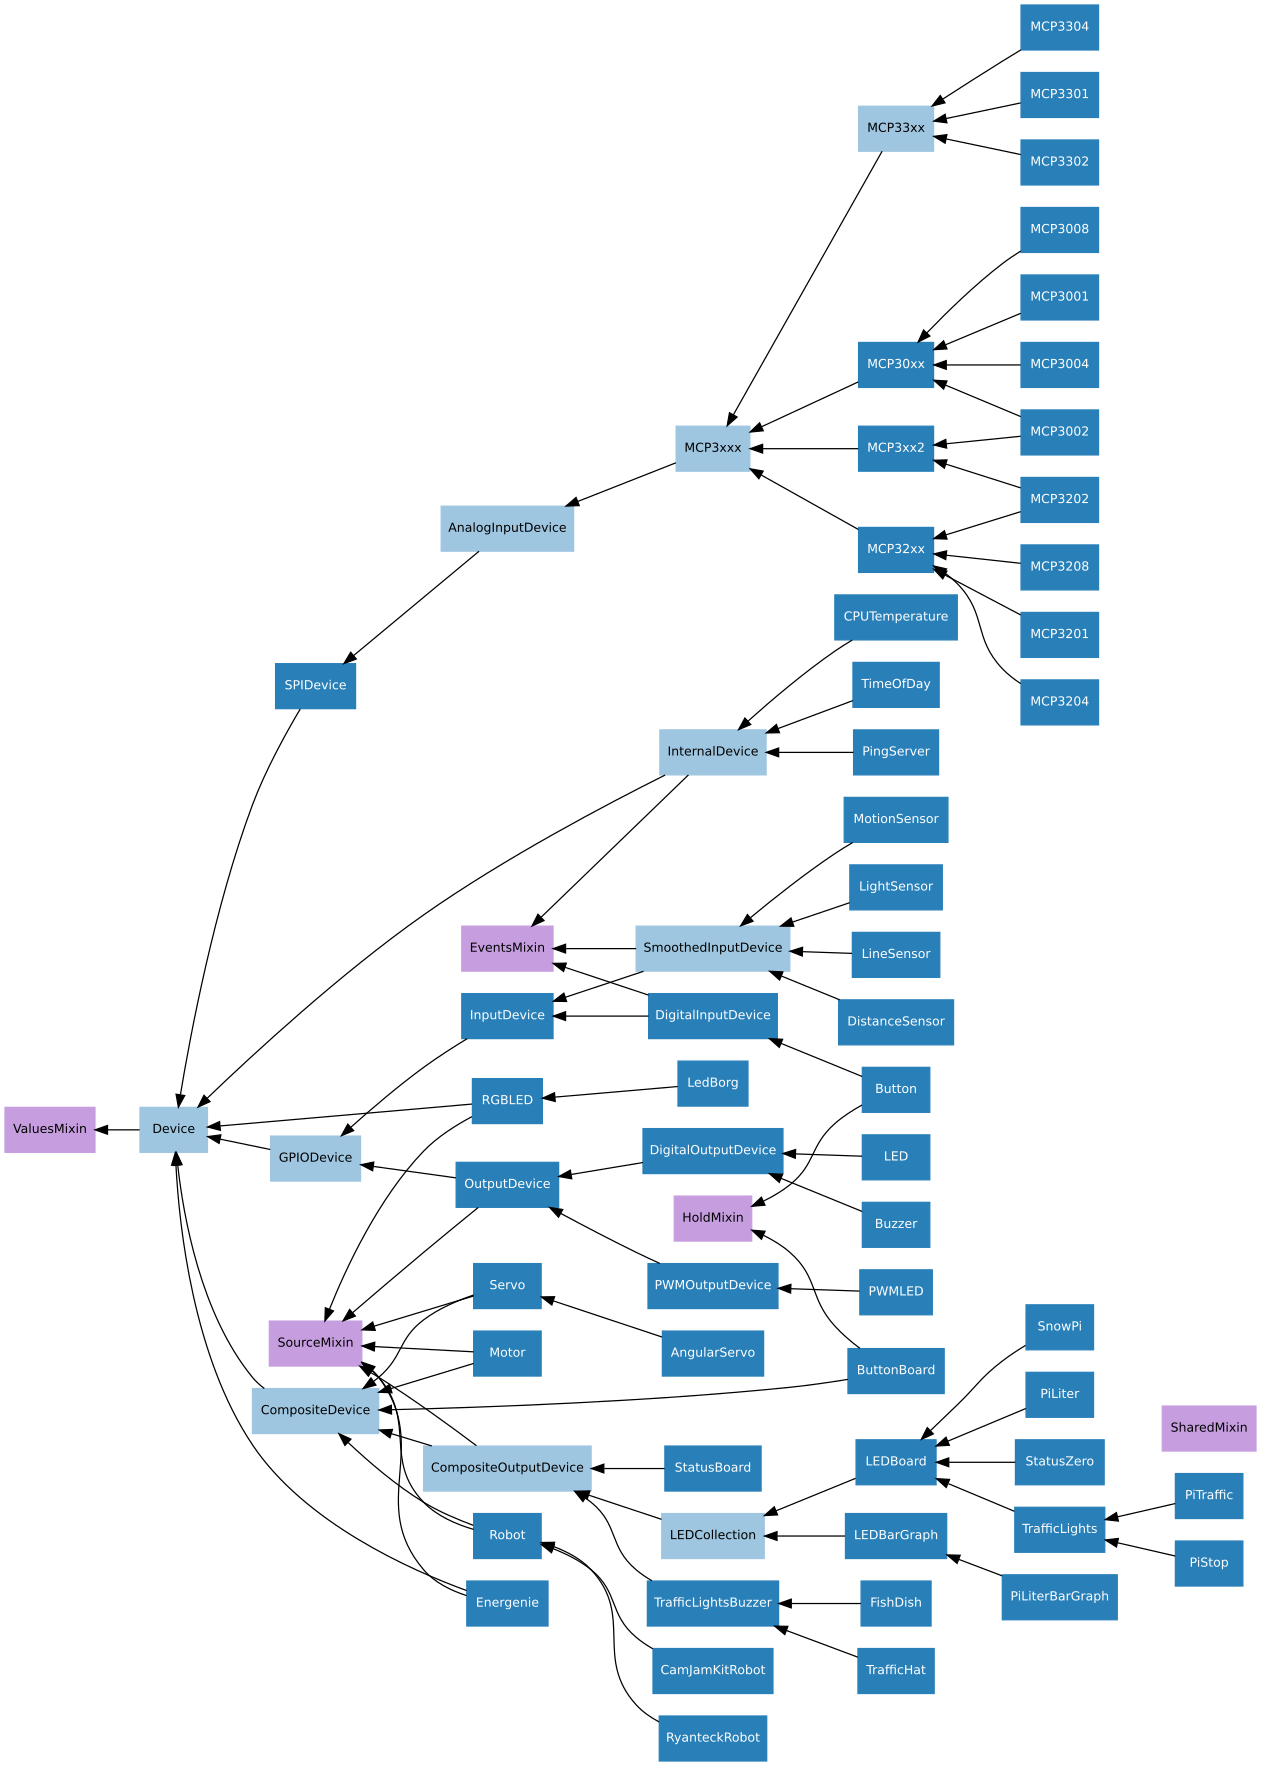 MCP3304
MCP3301
MCP33xx
MCP3302
MCP3008
MCP3001
MCP30xx
MCP3004
MCP3002
MCP3xxx
MCP3xx2
MCP3202
AnalogInputDevice
MCP32xx
MCP3208
CPUTemperature
MCP3201
SPIDevice
TimeOfDay
MCP3204
InternalDevice
PingServer
MotionSensor
LightSensor
EventsMixin
SmoothedInputDevice
LineSensor
InputDevice
DigitalInputDevice
DistanceSensor
LedBorg
Button
RGBLED
ValuesMixin
Device
GPIODevice
DigitalOutputDevice
LED
OutputDevice
HoldMixin
Buzzer
Servo
PWMOutputDevice
PWMLED
SnowPi
SourceMixin
Motor
AngularServo
ButtonBoard
PiLiter
CompositeDevice
SharedMixin
CompositeOutputDevice
StatusBoard
LEDBoard
StatusZero
PiTraffic
Robot
LEDCollection
LEDBarGraph
TrafficLights
PiStop
Energenie
TrafficLightsBuzzer
FishDish
PiLiterBarGraph
CamJamKitRobot
TrafficHat
RyanteckRobot